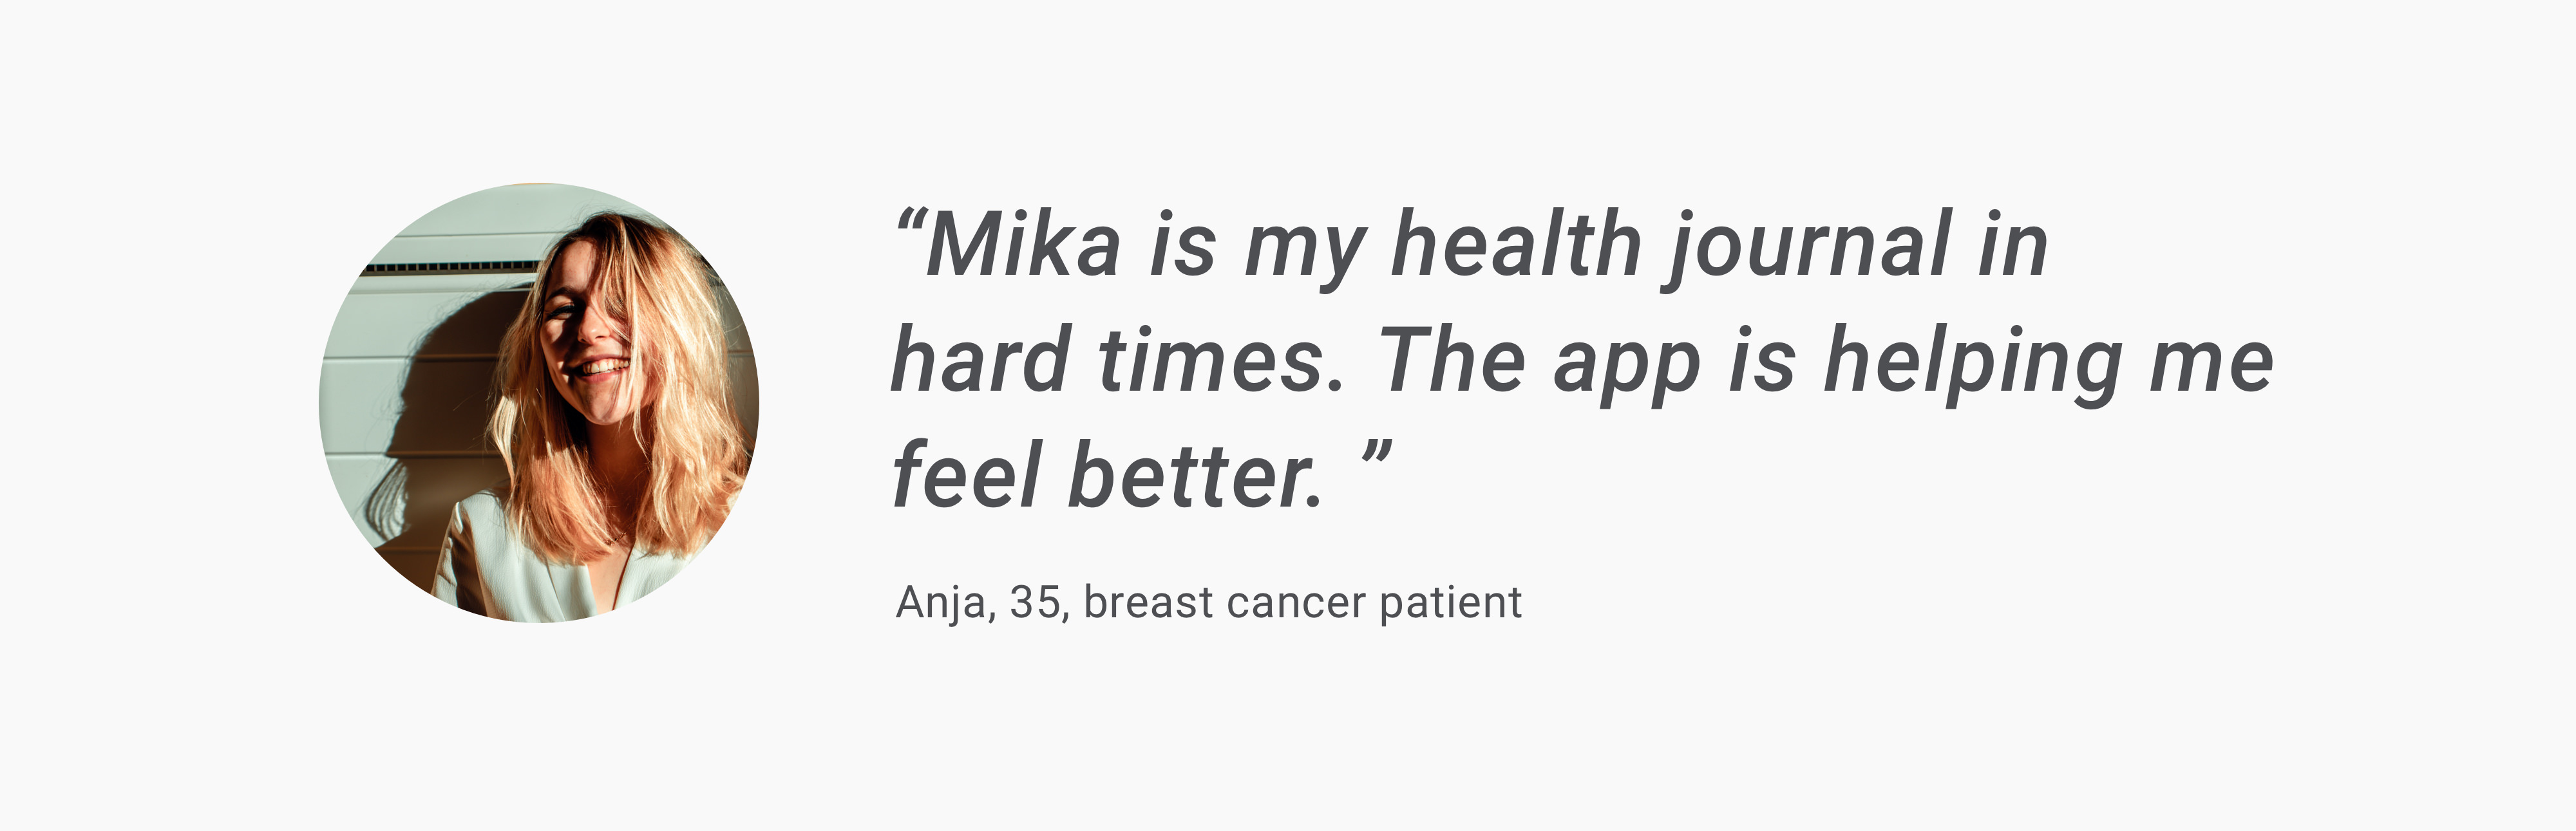 “Mika is my health journal in
hard times. The app is helping me
feel better. ”
Anja, 35, breast cancer patient